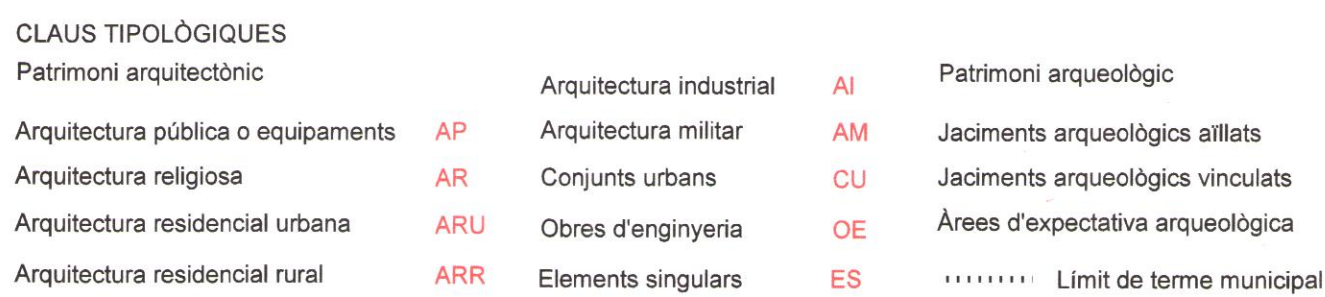 CLAUS TIPOLÒGIQUES
Patrimoni arquitectònic
Arquitectura pública o equipaments AP
Arquitectura religiosa AR
Arquitectura residencial urbana ARU
Arquitectura residencial rural ARR
Arquitectura industrial AI
Arquitectura militar AM
Conjunts urbans CU
Obres d'enginyeria OE
Elements singulars ES
Patrimoni arqueològic
Jaciments arqueològics aïllats
Jaciments arqueològics vinculats
Àrees d'expectativa arqueològica
Límit de terme municipal